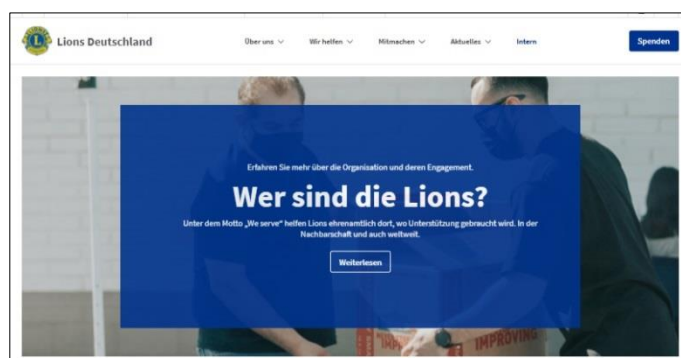 Lions Deutschland
Über uns Wir helfen Mitmachen Aktuelles Intern Spenden
Erfahren Sie mehr über die Organisation und deren Engagement.
Wer sind die Lions?
Unter dem Motto „We serve“ helfen Lions ehrenamtlich dort, wo Unterstützung gebraucht wird. In der
Nachbarschaft und auch weltweit.
Weiterlesen
IMPROVING